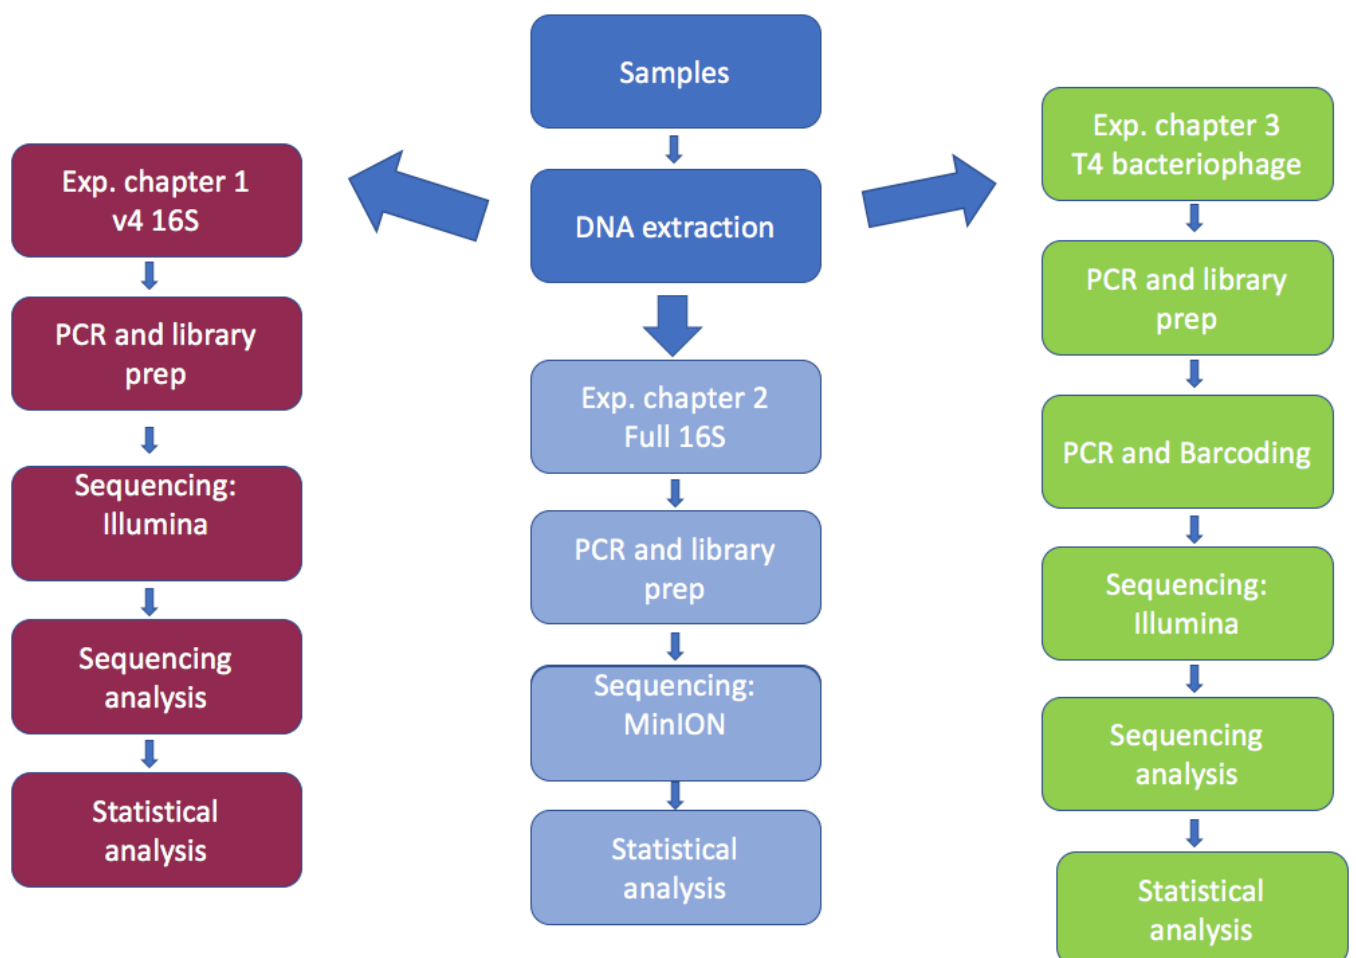 Samples
DNA extraction
Exp. chapter 1
v4 16S
PCR and library
prep
Sequencing:
Illumina
Sequencing
analysis
Statistical
analysis
Exp. chapter 2
Full 16S
PCR and library
prep
Sequencing:
MinION
Statistical
analysis
Exp. chapter 3
T4 bacteriophage
PCR and library
prep
PCR and Barcoding
Sequencing:
Illumina
Sequencing
analysis
Statistical
analysis